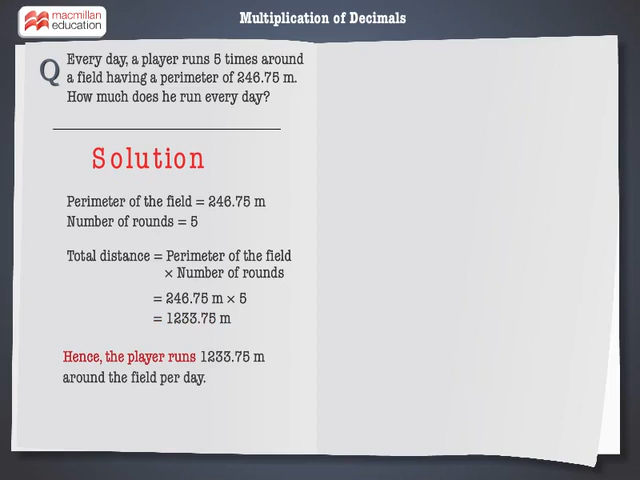 macmillan
education
Multiplication of Decimals
Q Every day, a player runs 5 times around
a field having a perimeter of 246.75 m.
How much does he run every day?
Solution
Perimeter of the field = 246.75 m
Number of rounds = 5
Total distance = Perimeter of the field
× Number of rounds
= 246.75 m × 5
= 1233.75 m
Hence, the player runs 1233.75 m
around the field per day.